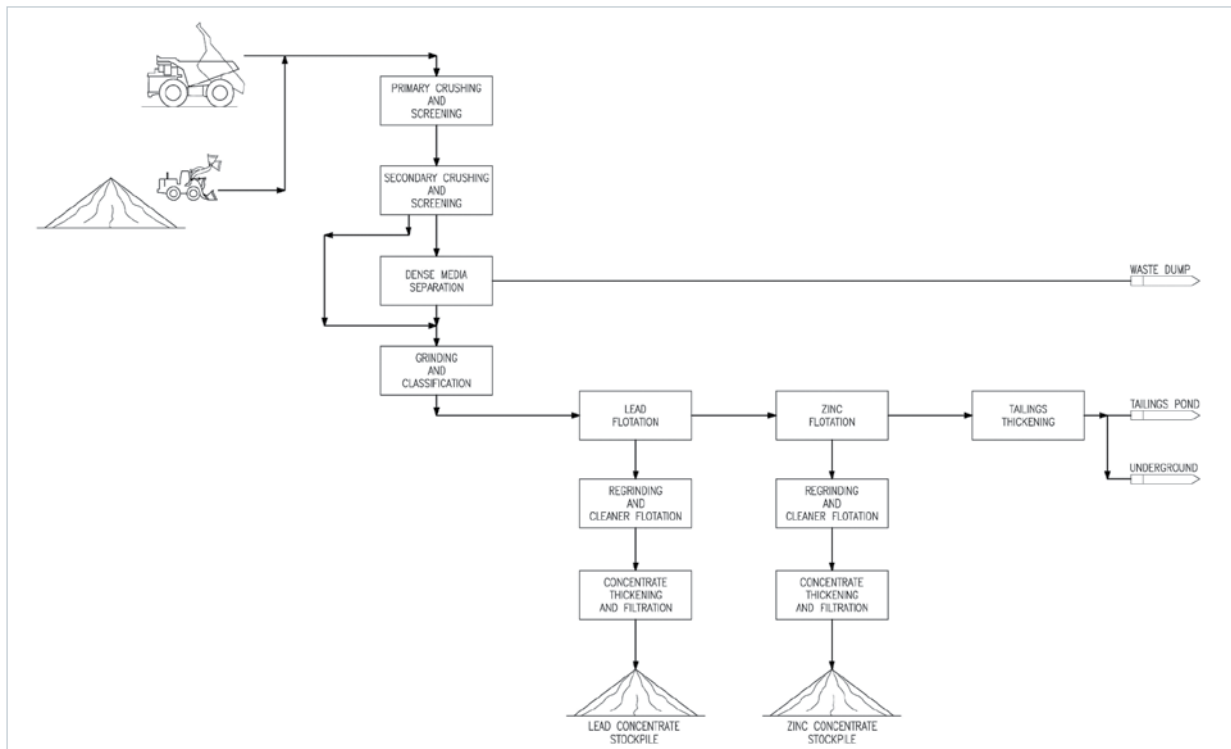 PRIMARY CRUSHING
AND
SCREENING
SECONDARY CRUSHING
AND
SCREENING
DENSE MEDIA
SEPARATION
WASTE DUMP
GRINDING
AND
CLASSIFICATION
LEAD
FLOTATION
ZINC
FLOTATION
TAILINGS
THICKENING
TAILINGS POND
UNDERGROUND
REGRINDING
AND
CLEANER FLOTATION
REGRINDING
AND
CLEANER FLOTATION
CONCENTRATE
THICKENING
AND FILTRATION
CONCENTRATE
THICKENING
AND FILTRATION
LEAD CONCENTRATE
STOCKPILE
ZINC CONCENTRATE
STOCKPILE